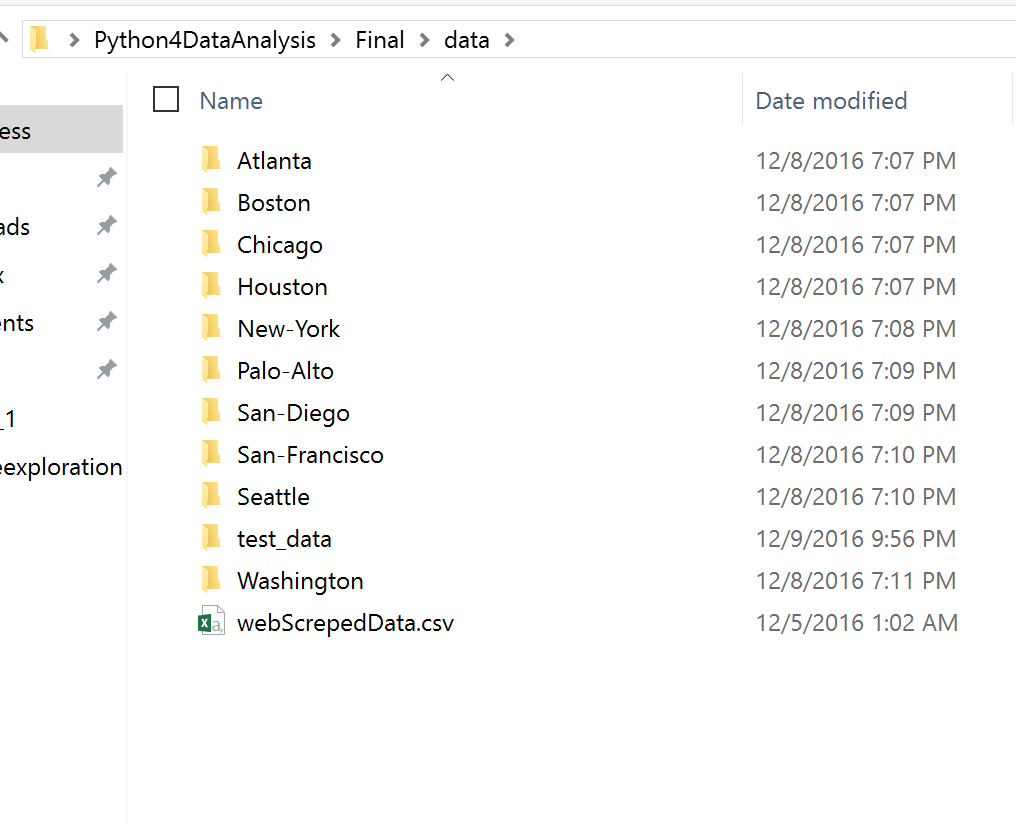 Python4DataAnalysis > Final > data >
Name Date modified
ess
ads
x
ents
_1
eexploration
Atlanta 12/8/2016 7:07 PM
Boston 12/8/2016 7:07 PM
Chicago 12/8/2016 7:07 PM
Houston 12/8/2016 7:07 PM
New-York 12/8/2016 7:08 PM
Palo-Alto 12/8/2016 7:09 PM
San-Diego 12/8/2016 7:09 PM
San-Francisco 12/8/2016 7:10 PM
Seattle 12/8/2016 7:10 PM
test_data 12/9/2016 9:56 PM
Washington 12/8/2016 7:11 PM
webScrepedData.csv 12/5/2016 1:02 AM